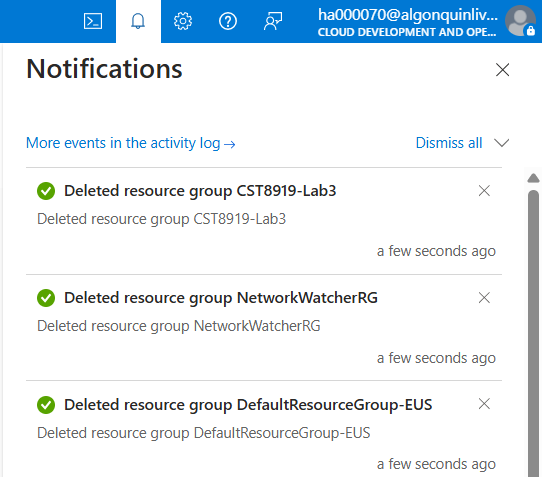 ha000070@algonquinliv...
CLOUD DEVELOPMENT AND OPE...
Notifications
More events in the activity log →
Dismiss all
Deleted resource group CST8919-Lab3
Deleted resource group CST8919-Lab3
a few seconds ago
Deleted resource group NetworkWatcherRG
Deleted resource group NetworkWatcherRG
a few seconds ago
Deleted resource group DefaultResourceGroup-EUS
Deleted resource group DefaultResourceGroup-EUS
a few seconds ago